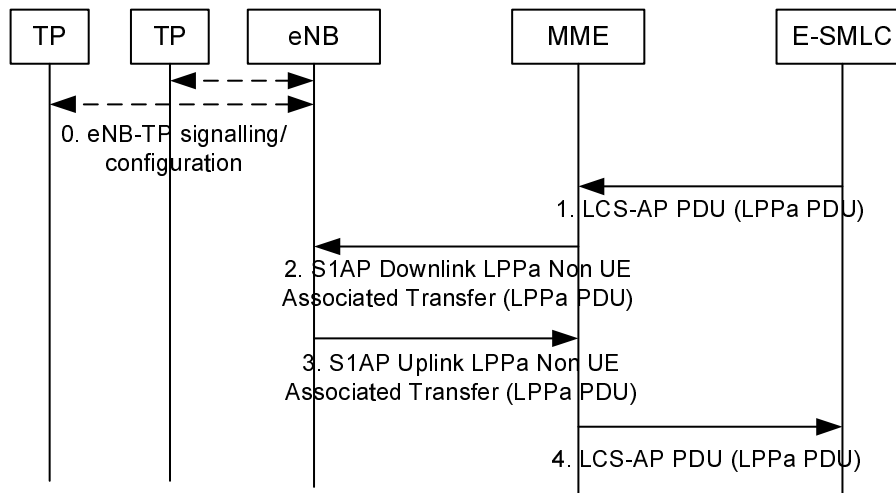 TP
TP
eNB
MME
E-SMLC
0. eNB-TP signalling/
configuration
1. LCS-AP PDU (LPPa PDU)
2. S1AP Downlink LPPa Non UE
Associated Transfer (LPPa PDU)
3. S1AP Uplink LPPa Non UE
Associated Transfer (LPPa PDU)
4. LCS-AP PDU (LPPa PDU)